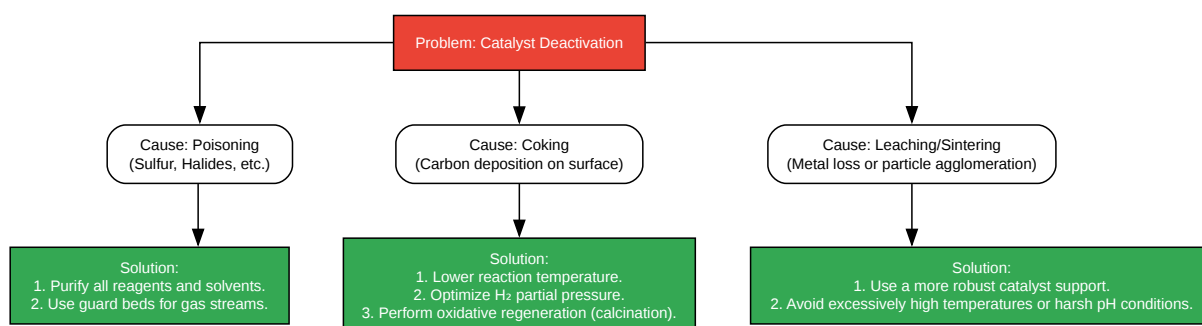 Problem: Catalyst Deactivation
Cause: Poisoning
(Sulfur, Halides, etc.)
Cause: Coking
(Carbon deposition on surface)
Cause: Leaching/Sintering
(Metal loss or particle agglomeration)
Solution:
1. Purify all reagents and solvents.
2. Use guard beds for gas streams.
Solution:
1. Lower reaction temperature.
2. Optimize H₂ partial pressure.
3. Perform oxidative regeneration (calcination).
Solution:
1. Use a more robust catalyst support.
2. Avoid excessively high temperatures or harsh pH conditions.